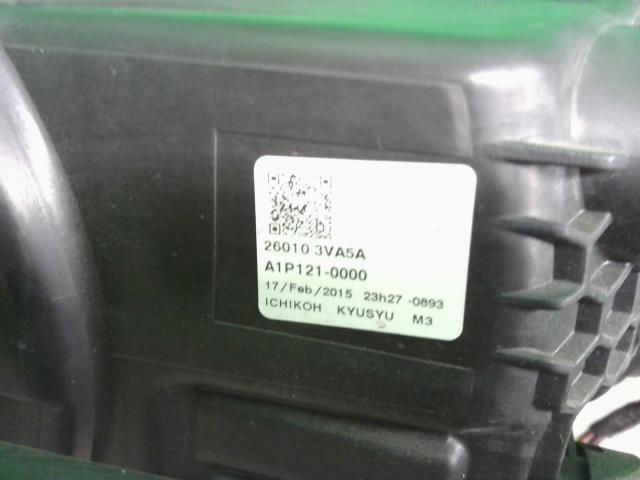 26010 3VA5A
A1P121-0000
17/Feb/2015 23h27 -0893
ICHIKOH KYUSYU M3